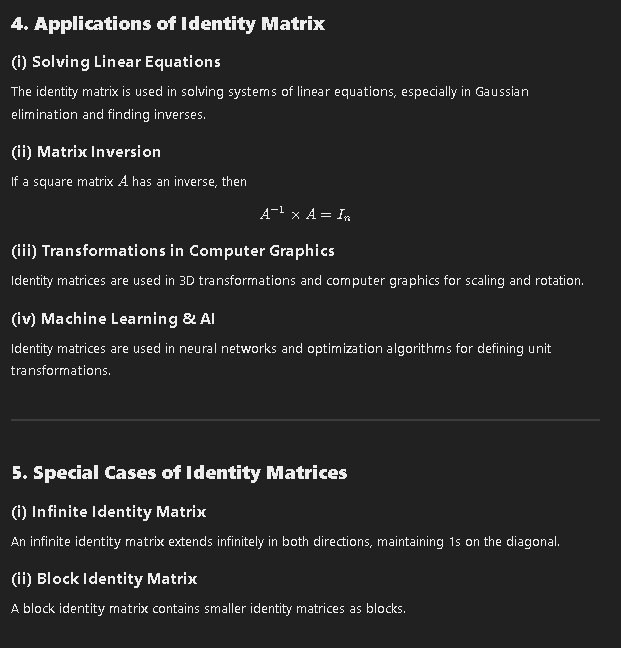 4. Applications of Identity Matrix
(i) Solving Linear Equations
The identity matrix is used in solving systems of linear equations, especially in Gaussian
elimination and finding inverses.
(ii) Matrix Inversion
If a square matrix A has an inverse, then
A⁻¹ × A = Iₙ
(iii) Transformations in Computer Graphics
Identity matrices are used in 3D transformations and computer graphics for scaling and rotation.
(iv) Machine Learning & AI
Identity matrices are used in neural networks and optimization algorithms for defining unit
transformations.
5. Special Cases of Identity Matrices
(i) Infinite Identity Matrix
An infinite identity matrix extends infinitely in both directions, maintaining 1s on the diagonal.
(ii) Block Identity Matrix
A block identity matrix contains smaller identity matrices as blocks.